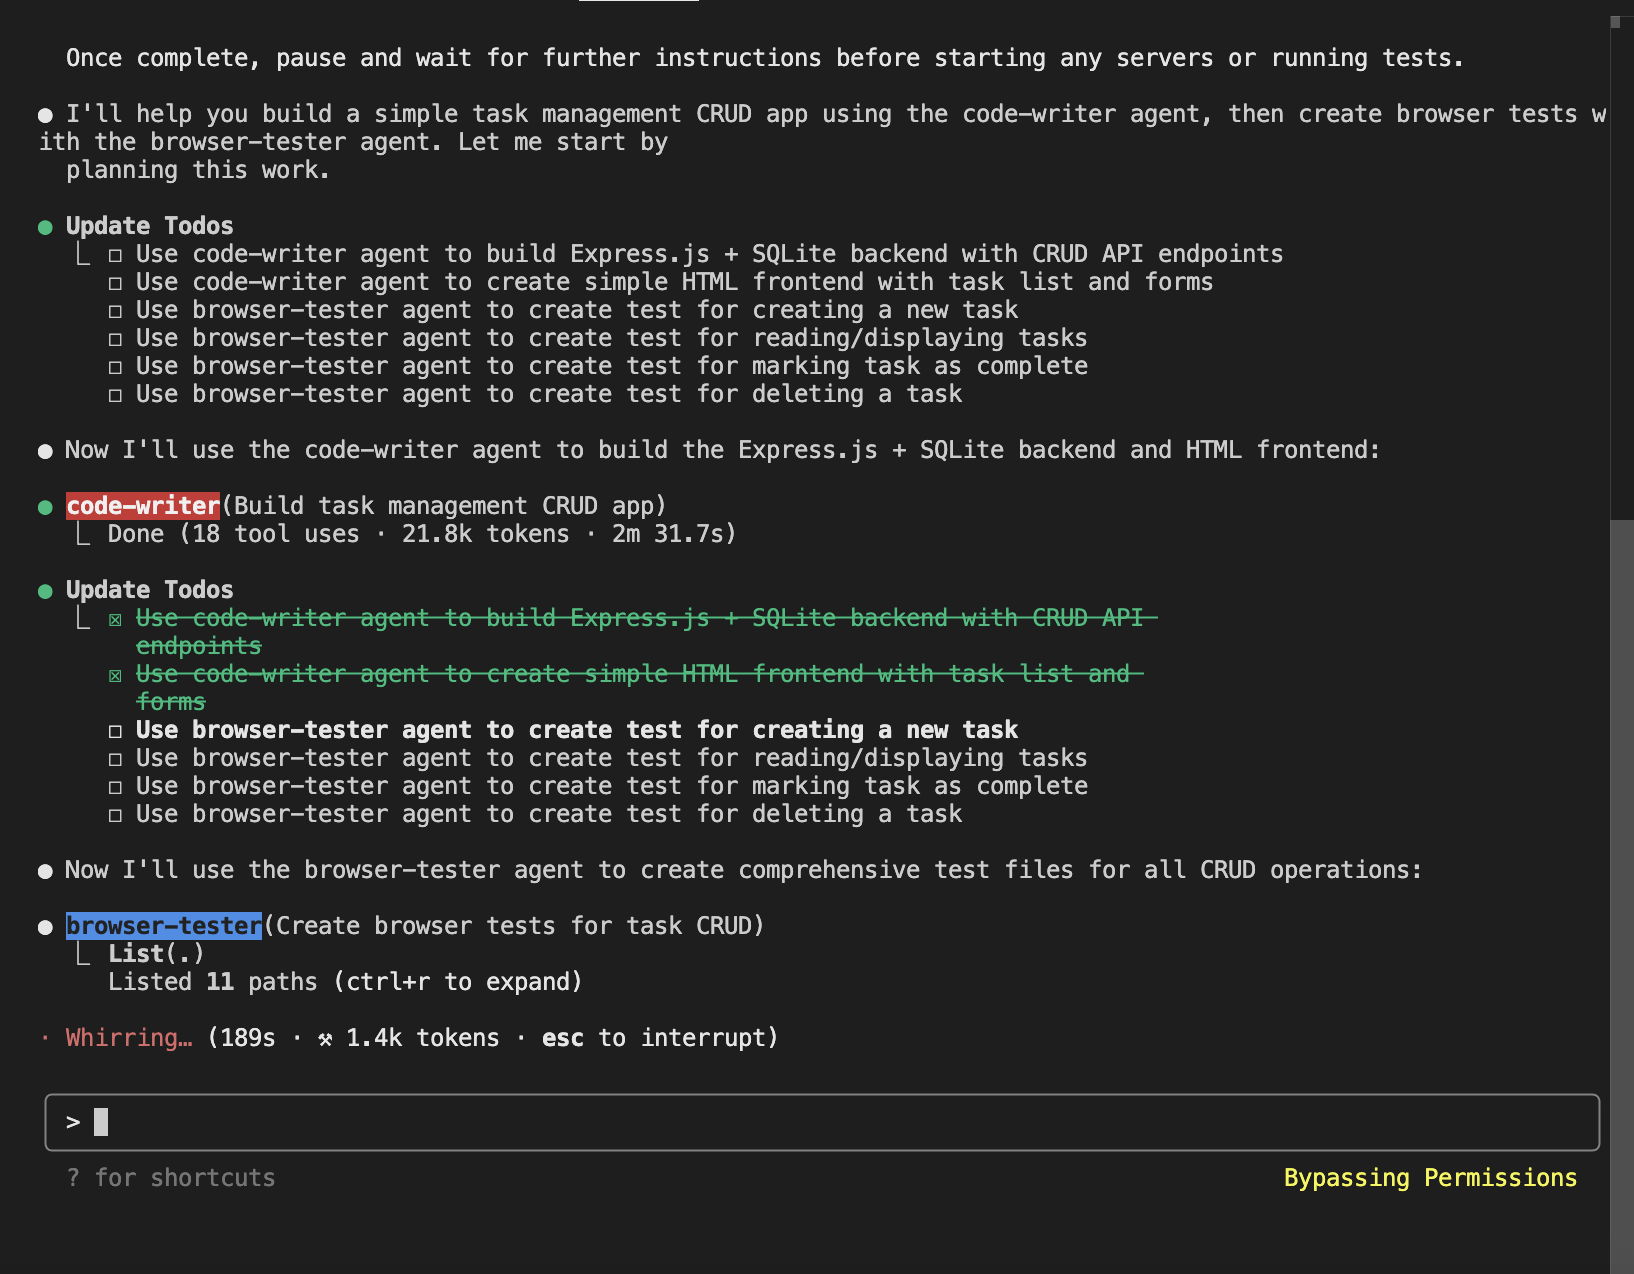 Once complete, pause and wait for further instructions before starting any servers or running tests.
● I'll help you build a simple task management CRUD app using the code-writer agent, then create browser tests w
ith the browser-tester agent. Let me start by
planning this work.
● Update Todos
⎿ ☐ Use code-writer agent to build Express.js + SQLite backend with CRUD API endpoints
☐ Use code-writer agent to create simple HTML frontend with task list and forms
☐ Use browser-tester agent to create test for creating a new task
☐ Use browser-tester agent to create test for reading/displaying tasks
☐ Use browser-tester agent to create test for marking task as complete
☐ Use browser-tester agent to create test for deleting a task
● Now I'll use the code-writer agent to build the Express.js + SQLite backend and HTML frontend:
● code-writer(Build task management CRUD app)
⎿ Done (18 tool uses · 21.8k tokens · 2m 31.7s)
● Update Todos
⎿ ☒ Use code-writer agent to build Express.js + SQLite backend with CRUD API
endpoints
☒ Use code-writer agent to create simple HTML frontend with task list and
forms
☐ Use browser-tester agent to create test for creating a new task
☐ Use browser-tester agent to create test for reading/displaying tasks
☐ Use browser-tester agent to create test for marking task as complete
☐ Use browser-tester agent to create test for deleting a task
● Now I'll use the browser-tester agent to create comprehensive test files for all CRUD operations:
● browser-tester(Create browser tests for task CRUD)
⎿ List(.)
Listed 11 paths (ctrl+r to expand)
· Whirring… (189s · ⚒ 1.4k tokens · esc to interrupt)
>
? for shortcuts
Bypassing Permissions